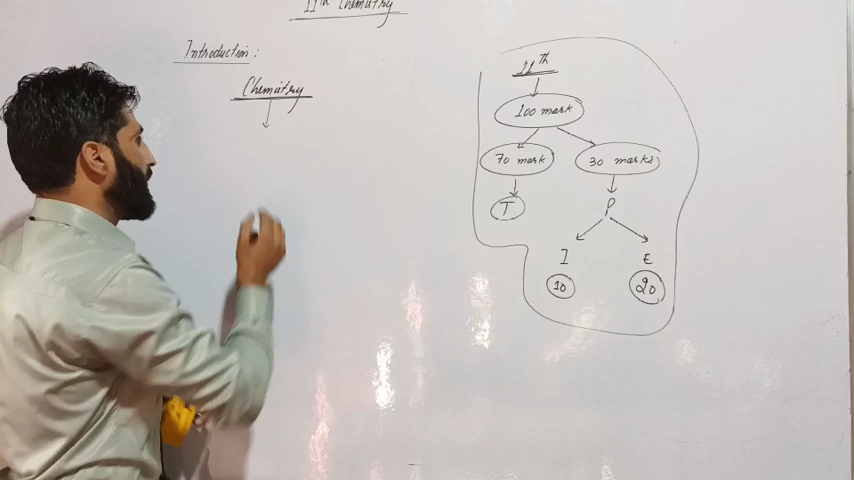 11th Chemistry
Introduction:
Chemistry
11th
100 mark
70 mark
30 marks
T
P
I
E
10
20